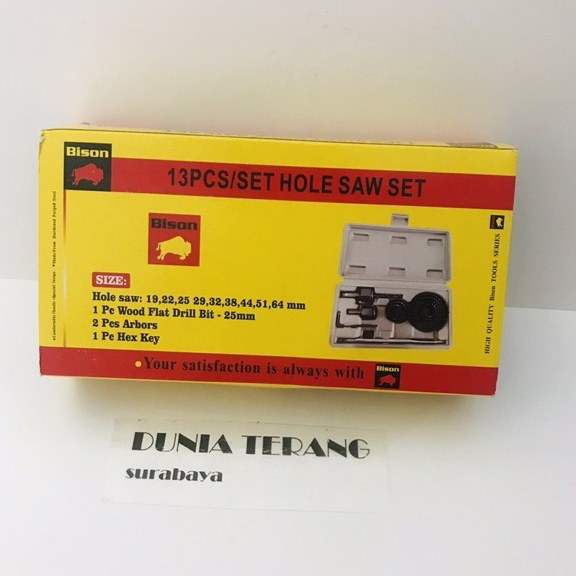 Bison
13PCS/SET HOLE SAW SET
Bison
SIZE:
Hole saw: 19,22,25 29,32,38,44,51,64 mm
1 Pc Wood Flat Drill Bit - 25mm
2 Pcs Arbors
1 Pc Hex Key
•Your satisfaction is always with
Bison
HIGH QUALITY Bison TOOLS SERIES
DUNIA TERANG
surabaya